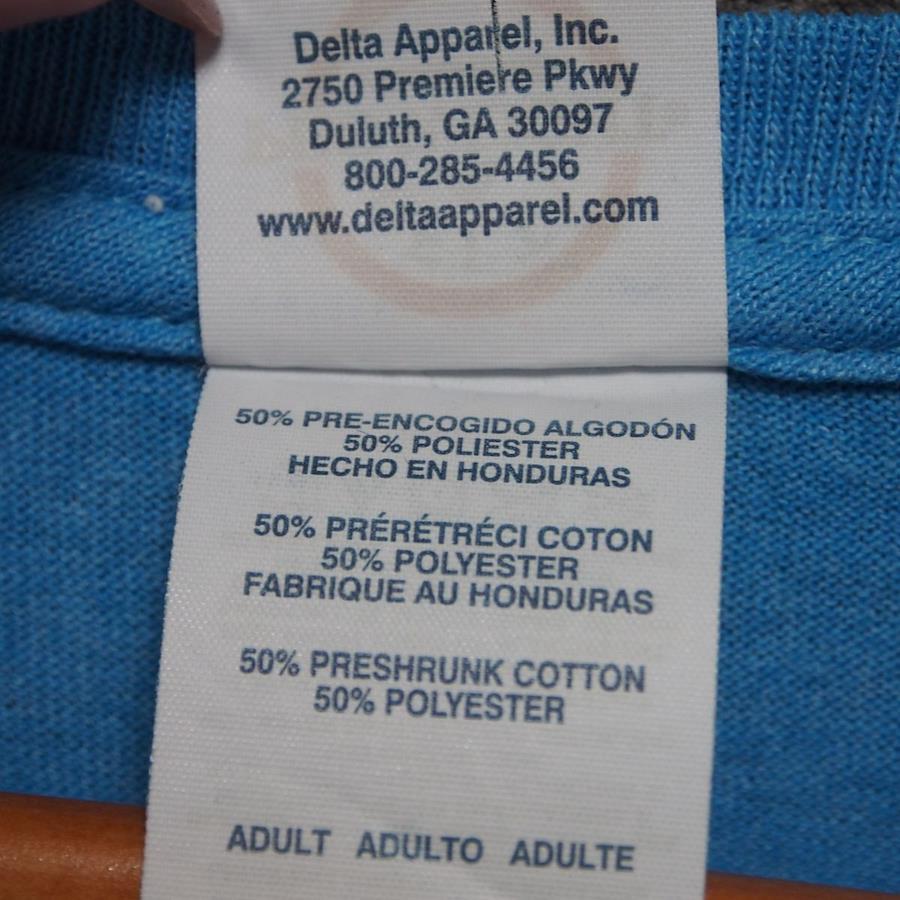 Delta Apparel, Inc.
2750 Premiere Pkwy
Duluth, GA 30097
800-285-4456
www.deltaapparel.com
50% PRE-ENCOGIDO ALGODÓN
50% POLIESTER
HECHO EN HONDURAS
50% PRÉRÉTRÉCI COTON
50% POLYESTER
FABRIQUE AU HONDURAS
50% PRESHRUNK COTTON
50% POLYESTER
ADULT ADULTO ADULTE